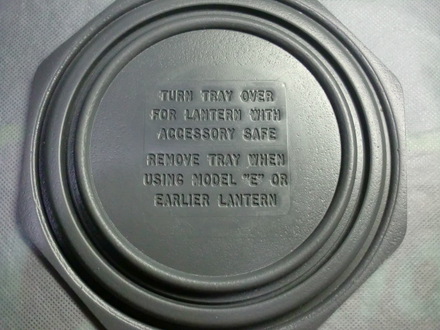 TURN TRAY OVER
FOR LANTERN WITH
ACCESSORY SAFE
REMOVE TRAY WHEN
USING MODEL "E" OR
EARLIER LANTERN